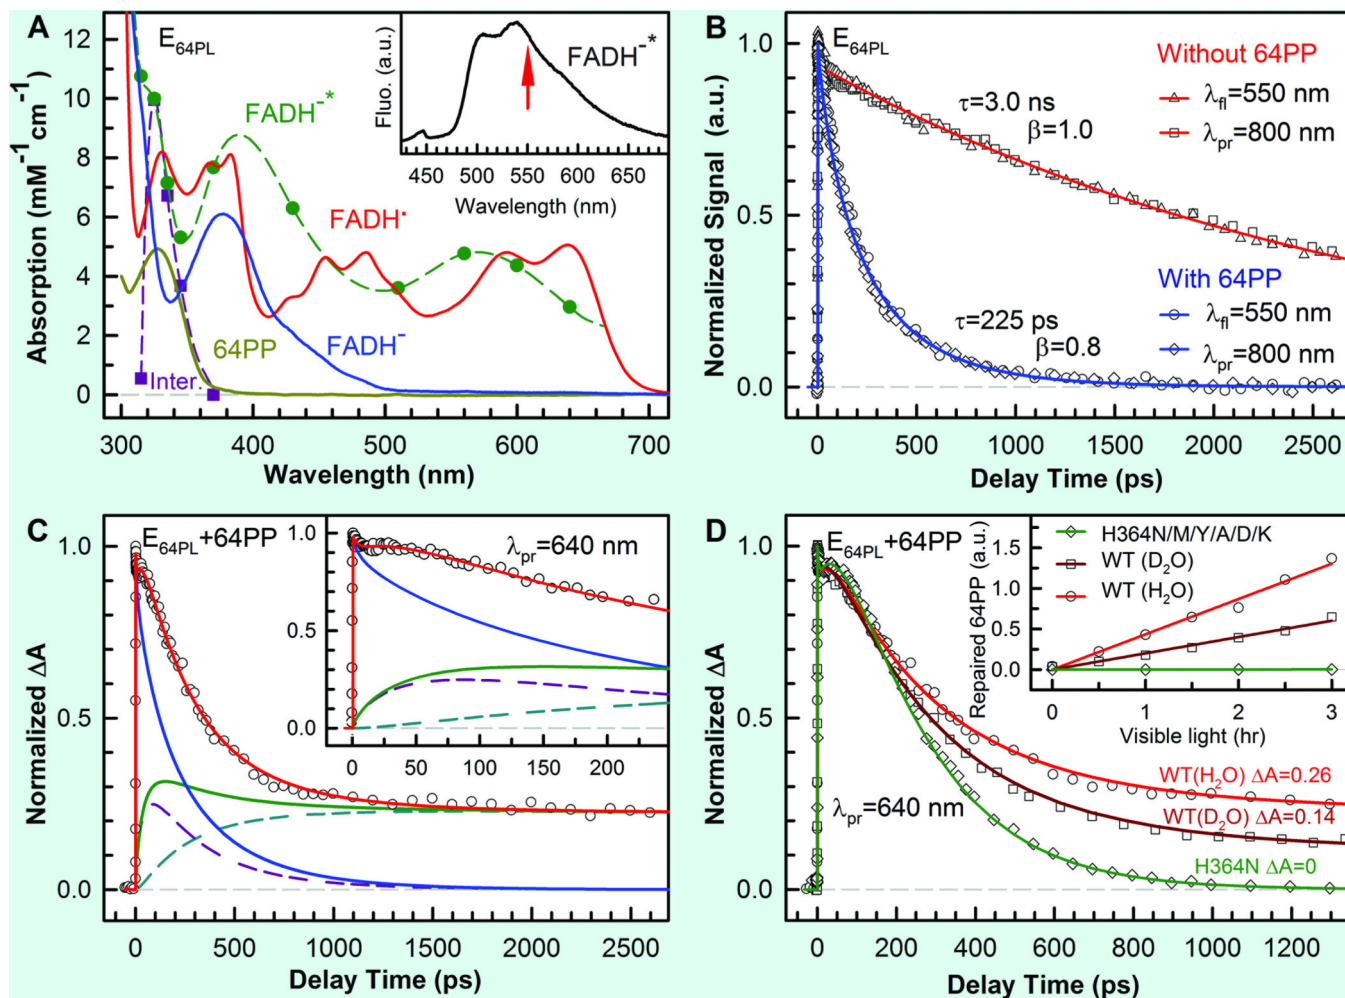 A
E64PL
FADH⁻*
FADH•
FADH⁻
64PP
Inter.
Absorption (mM⁻¹ cm⁻¹)
12
10
8
6
4
2
0
300
400
500
600
700
Wavelength (nm)
Fluo. (a.u.)
FADH⁻*
450
500
550
600
650
Wavelength (nm)
B
E64PL
Without 64PP
λfl=550 nm
λpr=800 nm
τ=3.0 ns
β=1.0
With 64PP
λfl=550 nm
λpr=800 nm
τ=225 ps
β=0.8
Normalized Signal (a.u.)
1.0
0.5
0.0
0
500
1000
1500
2000
2500
Delay Time (ps)
C
E64PL+64PP
λpr=640 nm
1.0
0.5
0.0
0
50
100
150
200
Normalized ΔA
1.0
0.5
0.0
0
500
1000
1500
2000
2500
Delay Time (ps)
D
E64PL+64PP
H364N/M/Y/A/D/K
WT (D₂O)
WT (H₂O)
Repaired 64PP (a.u.)
1.5
1.0
0.5
0.0
0
1
2
3
Visible light (hr)
WT(H₂O) ΔA=0.26
WT(D₂O) ΔA=0.14
H364N ΔA=0
λpr=640 nm
Normalized ΔA
1.0
0.5
0.0
0
200
400
600
800
1000
1200
Delay Time (ps)